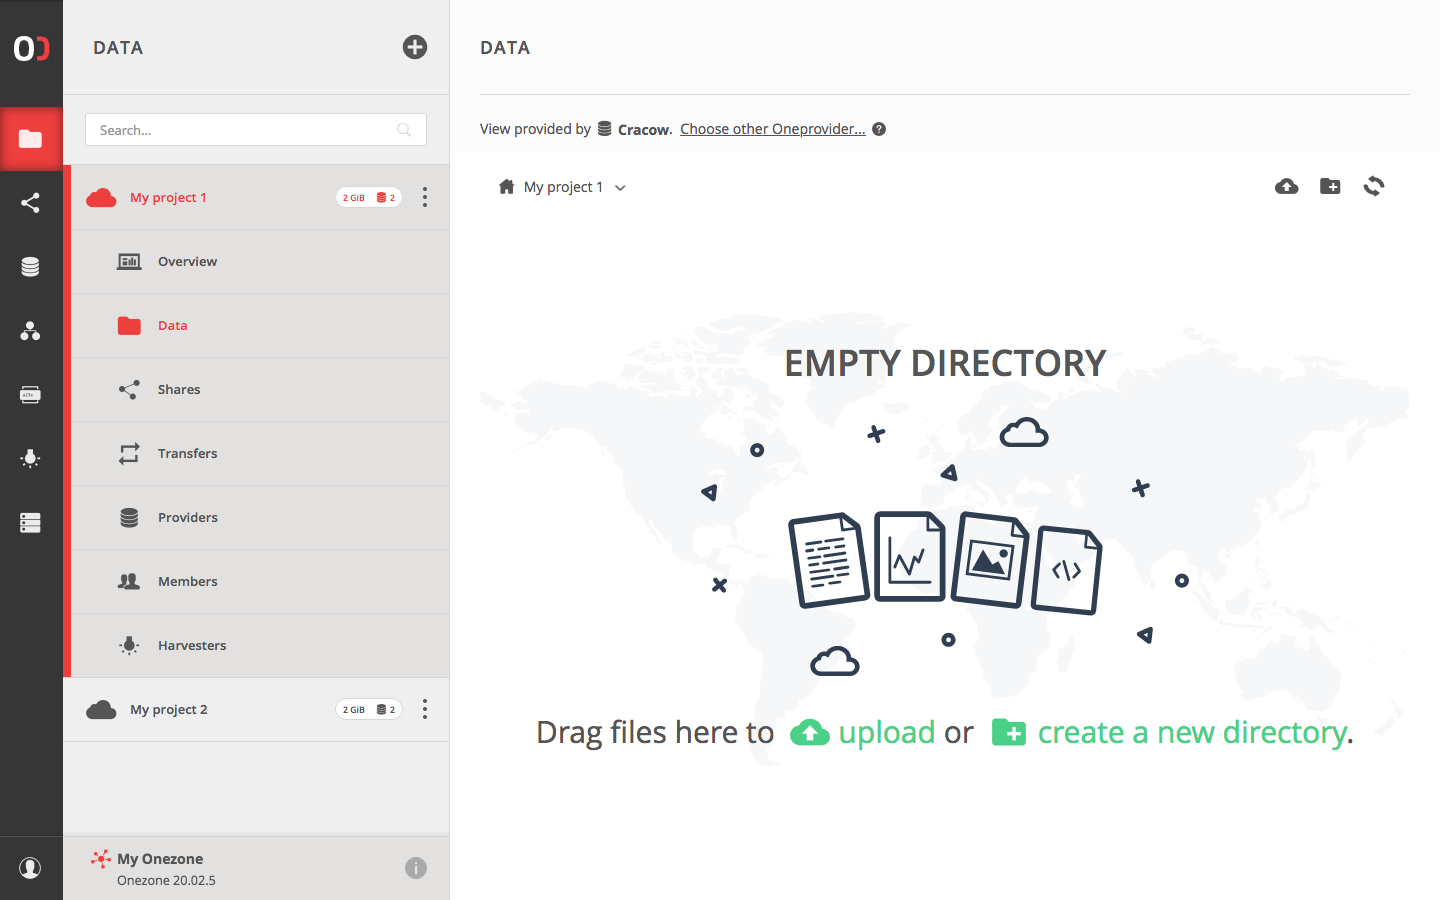 DATA
Search...
My project 1
2 GiB 2
Overview
Data
Shares
Transfers
Providers
Members
Harvesters
My project 2
2 GiB 2
My Onezone
Onezone 20.02.5
DATA
View provided by Cracow. Choose other Oneprovider... ?
My project 1
EMPTY DIRECTORY
</>
Drag files here to upload or create a new directory.